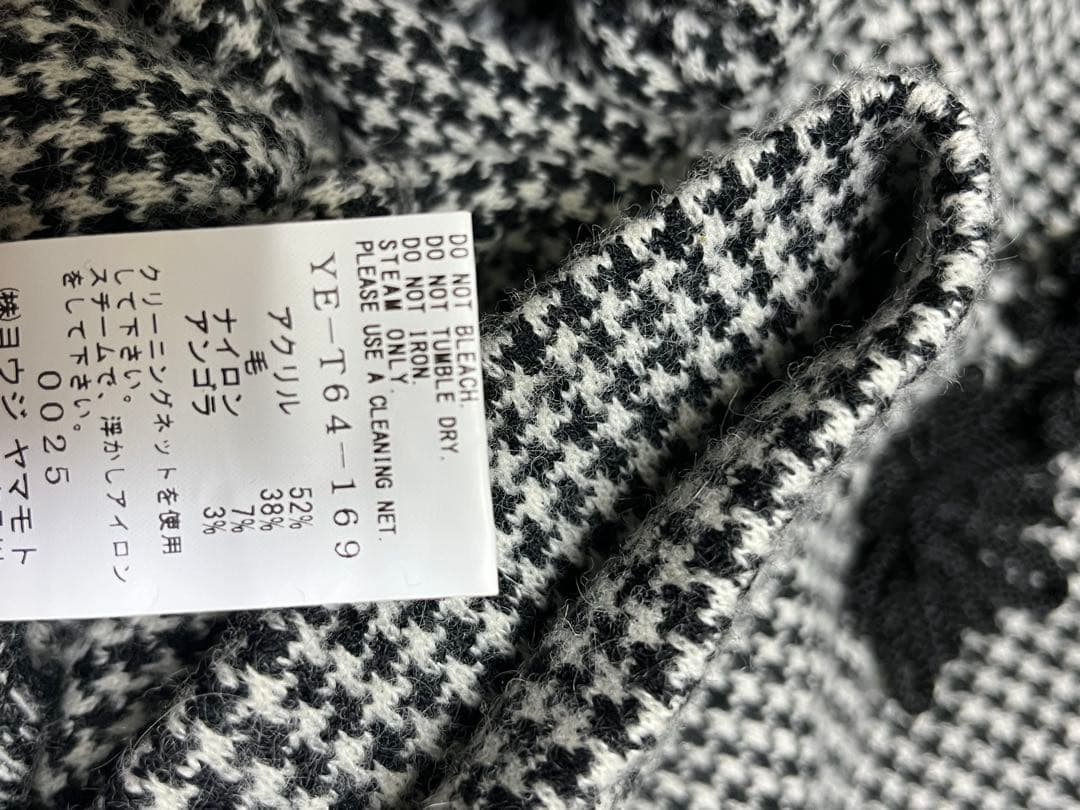 DO NOT BLEACH.
DO NOT TUMBLE DRY.
DO NOT IRON.
STEAM ONLY.
PLEASE USE A CLEANING NET.
YE-T64-169
アクリル 52%
毛 38%
ナイロン 7%
アンゴラ 3%
クリーニングネットを使用
して下さい。浮かしアイロン
スチームで、
をして下さい。
0025
㈱ヨウジヤマモト